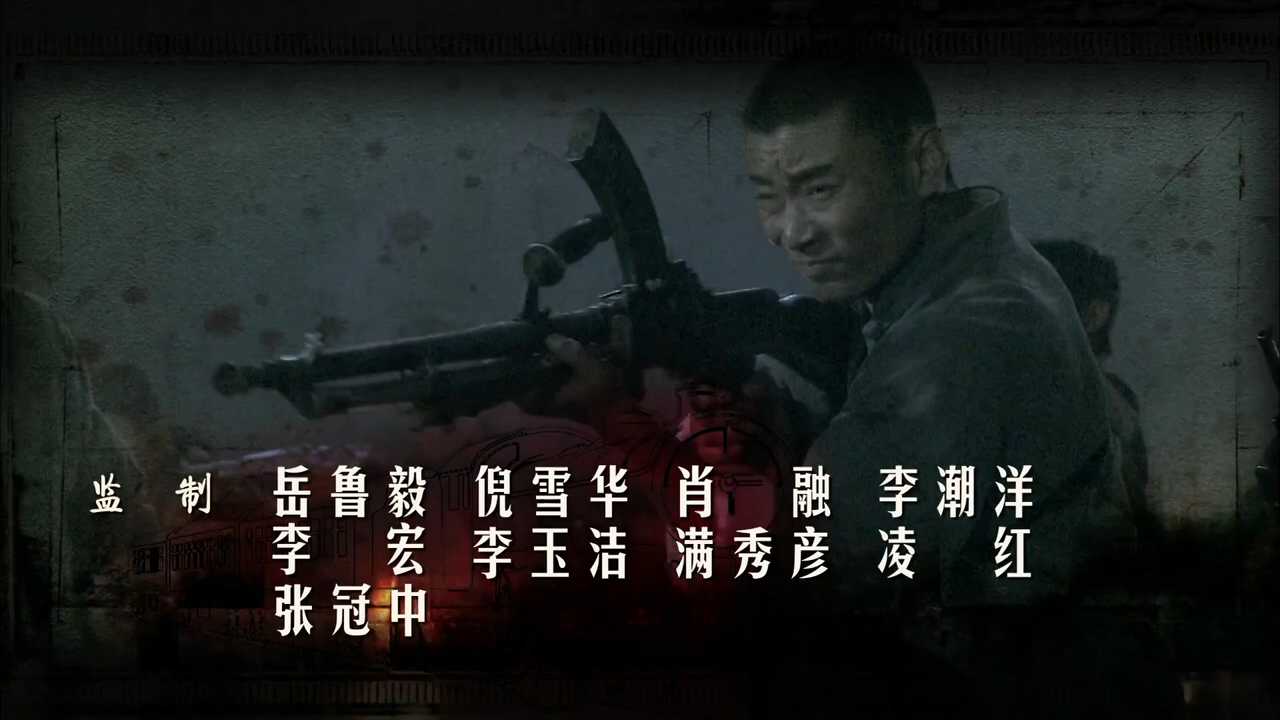 监 制 岳鲁毅 倪雪华 肖 融 李潮洋
李 宏 李玉洁 满秀彦 凌 红
张冠中